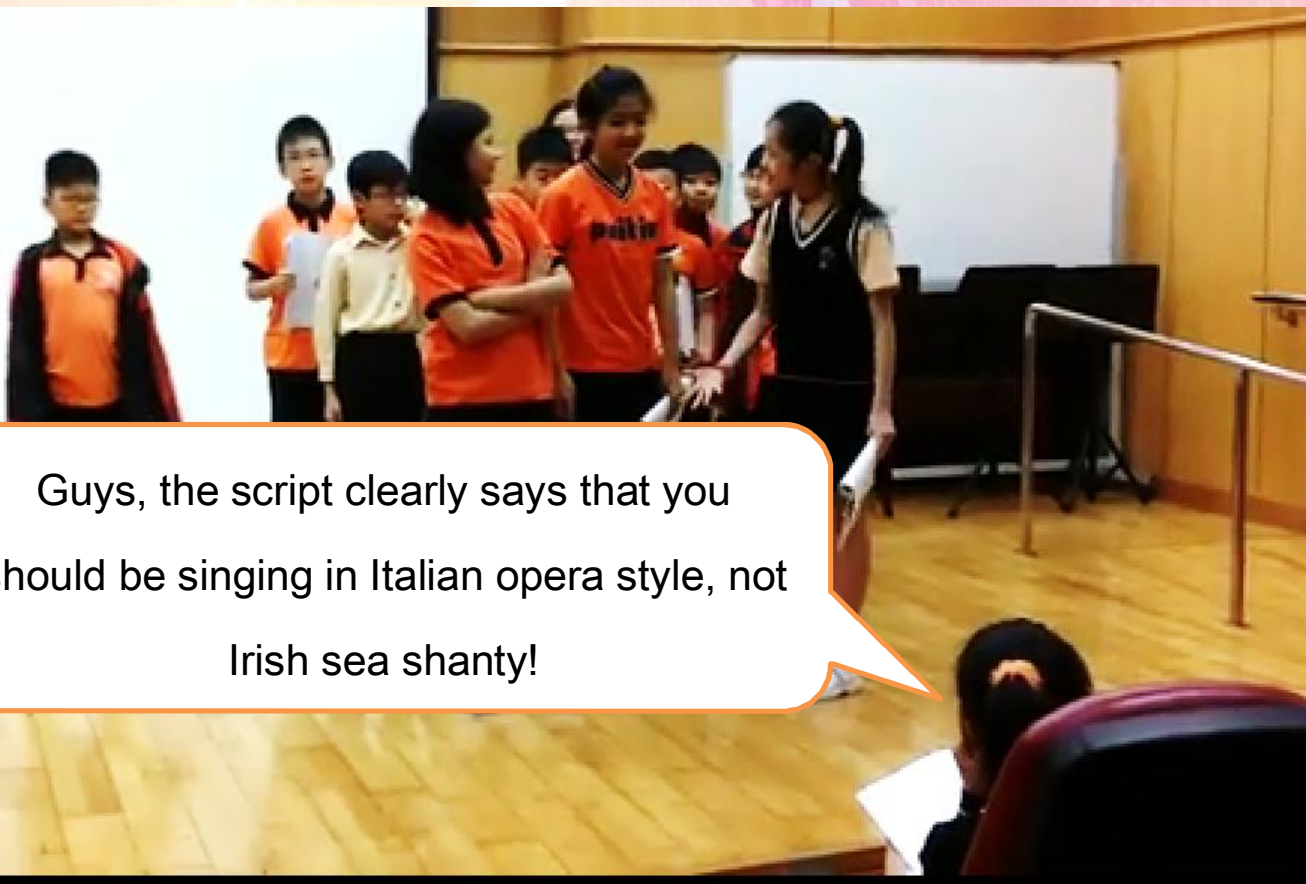 Guys, the script clearly says that you
hould be singing in Italian opera style, not
Irish sea shanty!